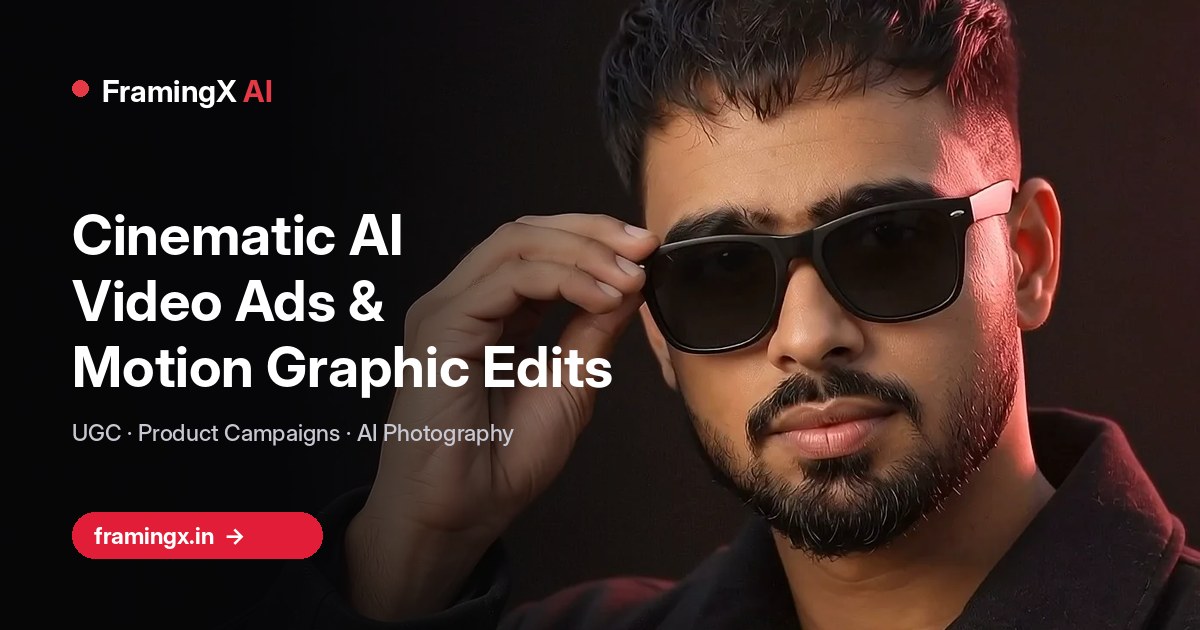 FramingX AI
Cinematic AI
Video Ads &
Motion Graphic Edits
UGC · Product Campaigns · AI Photography
framingx.in →